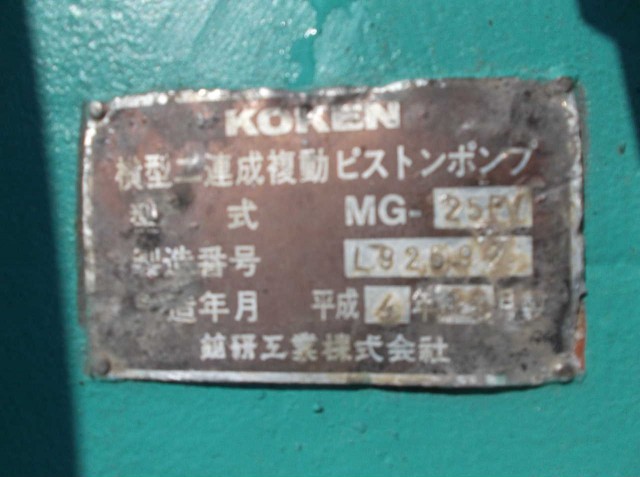 KOKEN
横型二連成複動ピストンポンプ
型 式 MG-25PV
製造番号
造年月 平成 4年 月
鉱研工業株式会社